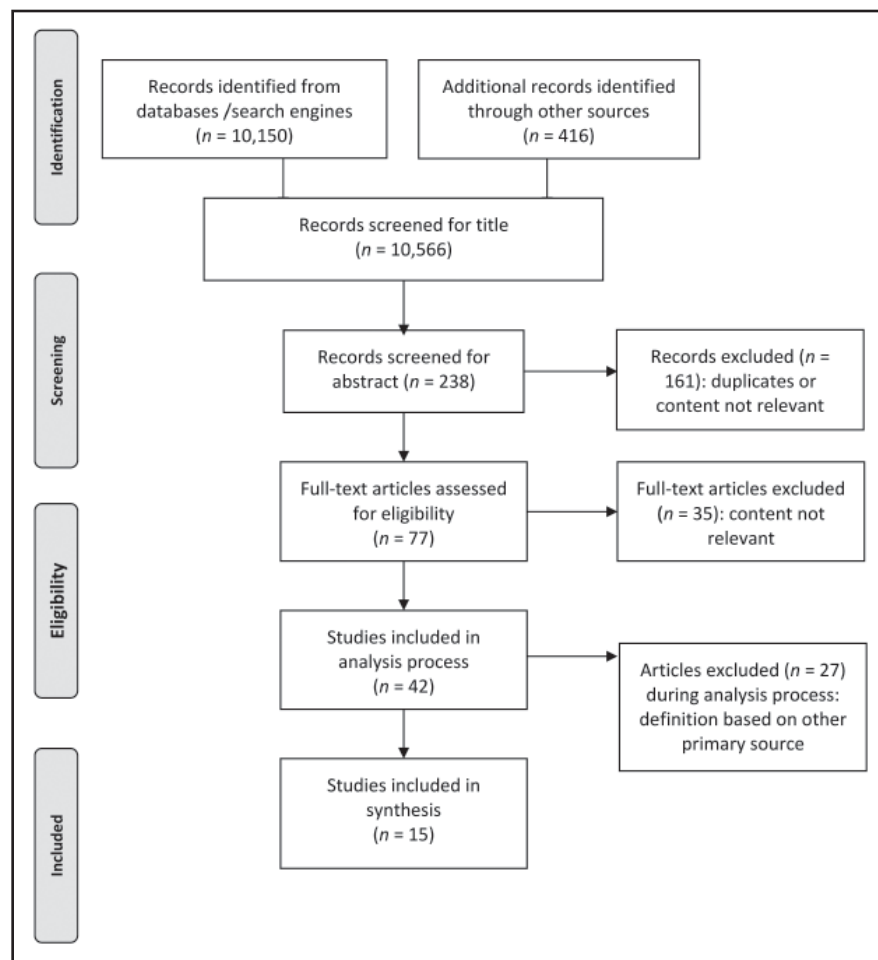 Identification
Records identified from
databases /search engines
(n = 10,150)
Additional records identified
through other sources
(n = 416)
Records screened for title
(n = 10,566)
Screening
Records screened for
abstract (n = 238)
Records excluded (n =
161): duplicates or
content not relevant
Eligibility
Full-text articles assessed
for eligibility
(n = 77)
Full-text articles excluded
(n = 35): content not
relevant
Studies included in
analysis process
(n = 42)
Articles excluded (n = 27)
during analysis process:
definition based on other
primary source
Included
Studies included in
synthesis
(n = 15)